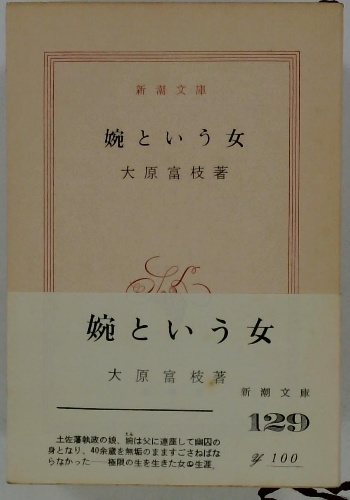 新潮文庫
婉という女
大原富枝著
婉という女
大原富枝著
新潮文庫
129
¥ 100
土佐藩執政の娘、婉は父に連座して幽囚の
身となり、40余歳を無垢のまますごさねばな
らなかった――極限の生を生きた女の生涯。